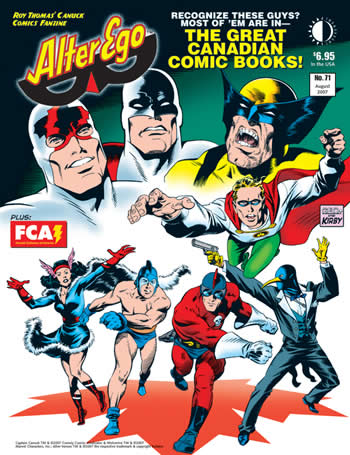 ROY THOMAS' CANUCK
COMICS FANZINE
Alter Ego
RECOGNIZE THESE GUYS?
MOST OF 'EM ARE IN—
THE GREAT
CANADIAN
COMIC BOOKS!
$6.95
In the USA
No. 71
August
2007
PLUS:
FCA
KIRBY